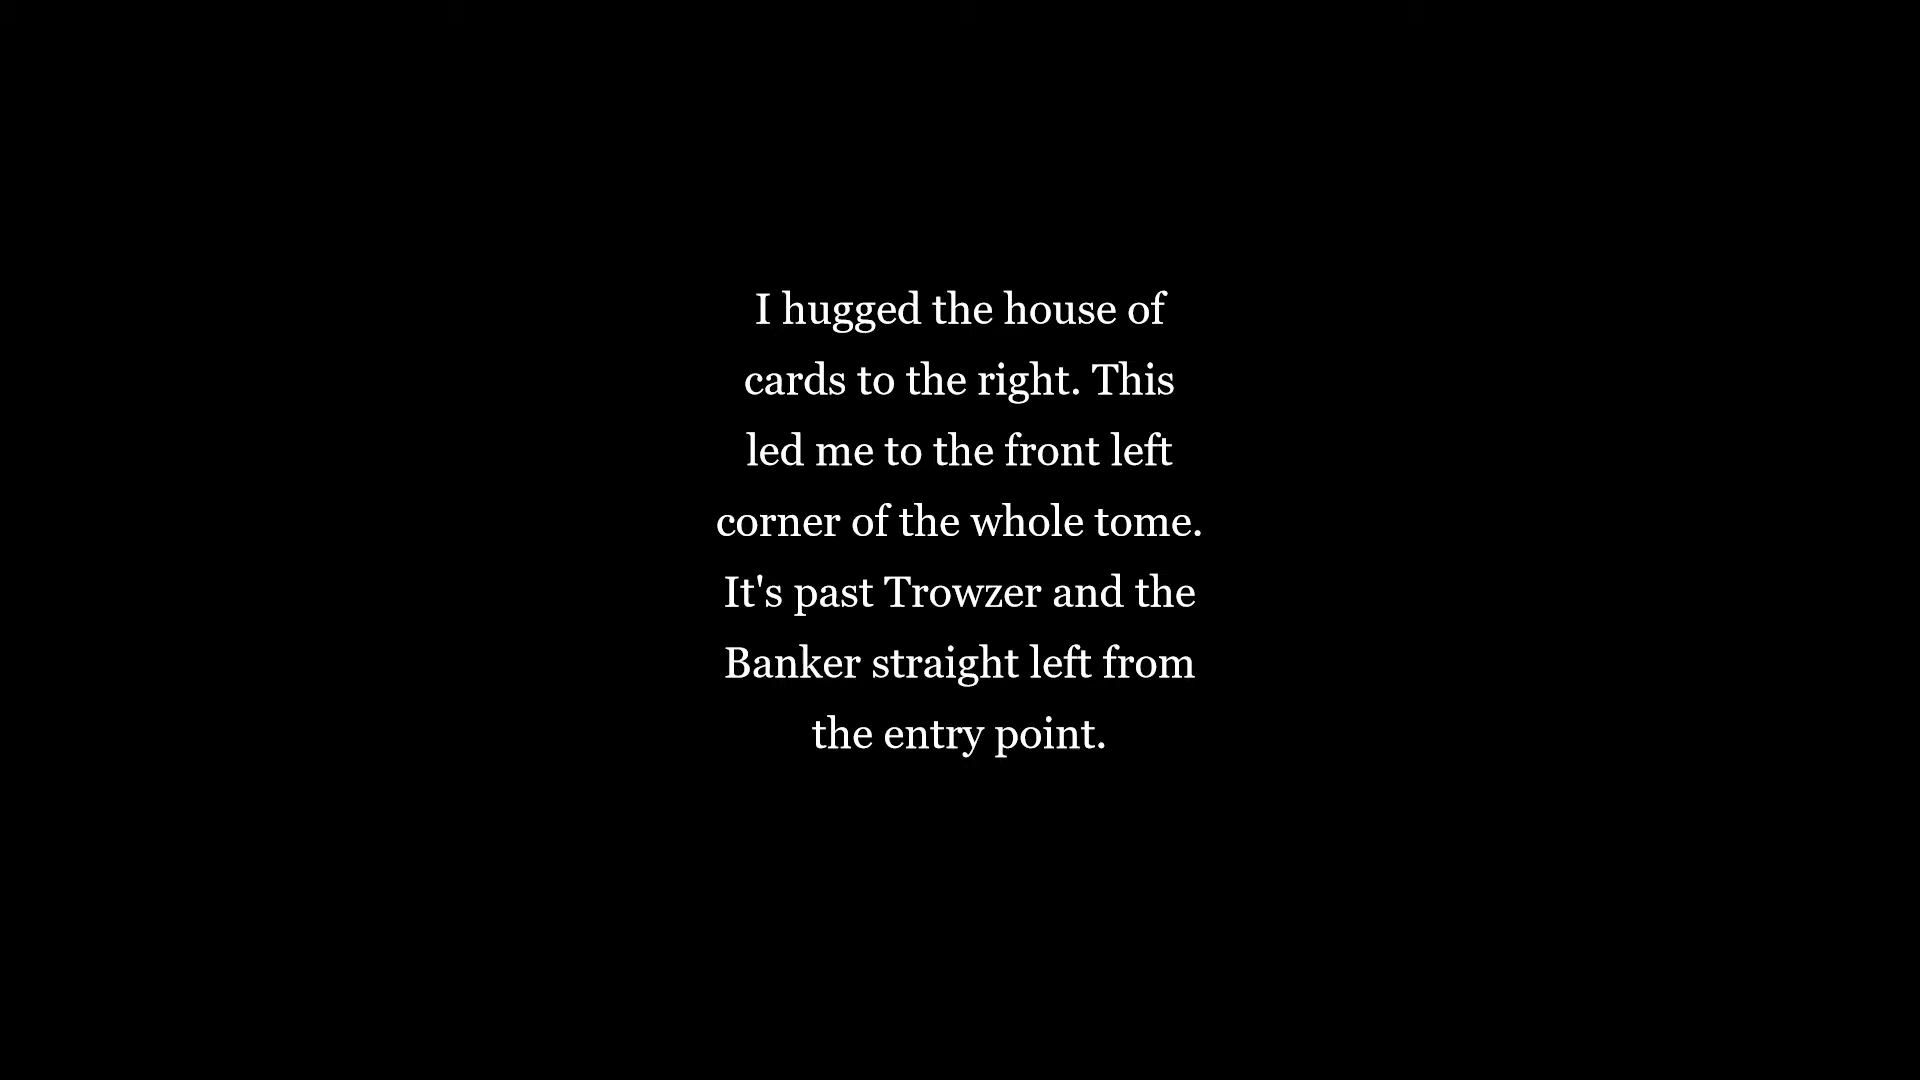 I hugged the house of
cards to the right. This
led me to the front left
corner of the whole tome.
It's past Trowzer and the
Banker straight left from
the entry point.